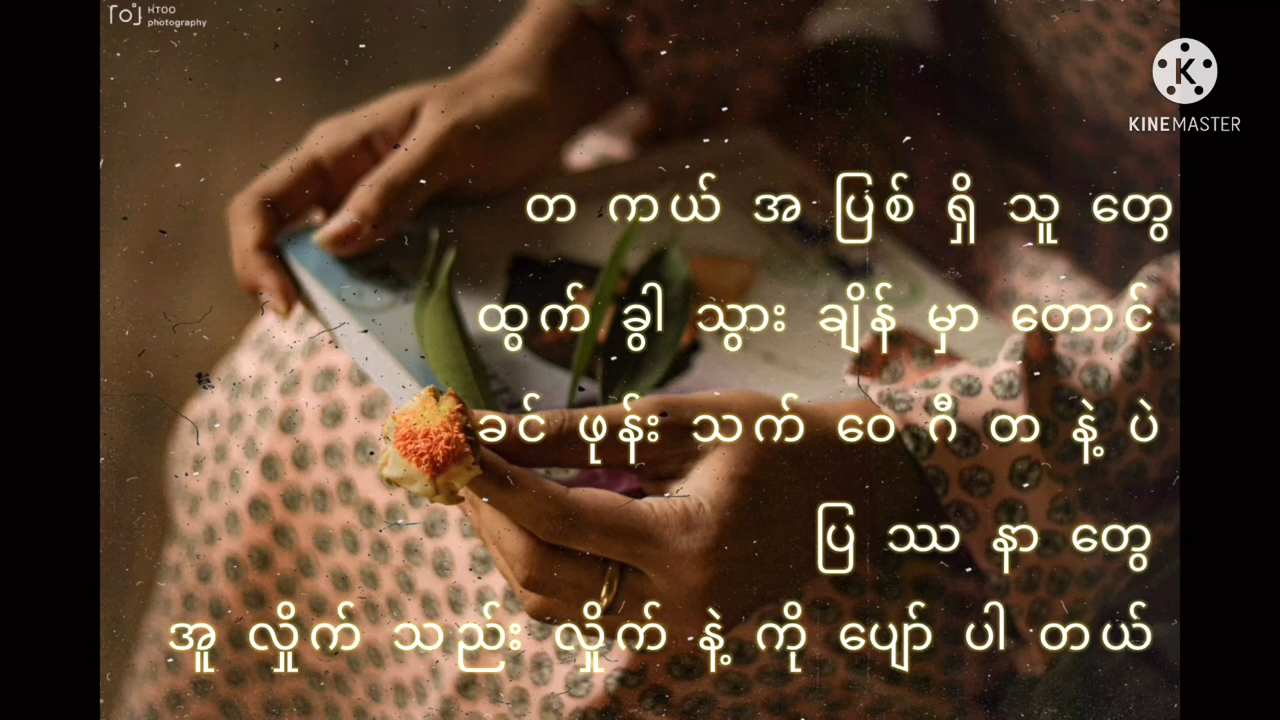 HTOO
photography
KINEMASTER
တ ကယ် အ ပြစ် ရှိ သူ တွေ
ထွက် ခွါ သွား ချိန် မှာ တောင်
ခင် ဖုန်း သက် ဝေ ဂီ တ နဲ့ ပဲ
ပြ ဿ နာ တွေ
အူ လှိုက် သည်း လှိုက် နဲ့ ကို ပျော် ပါ တယ်